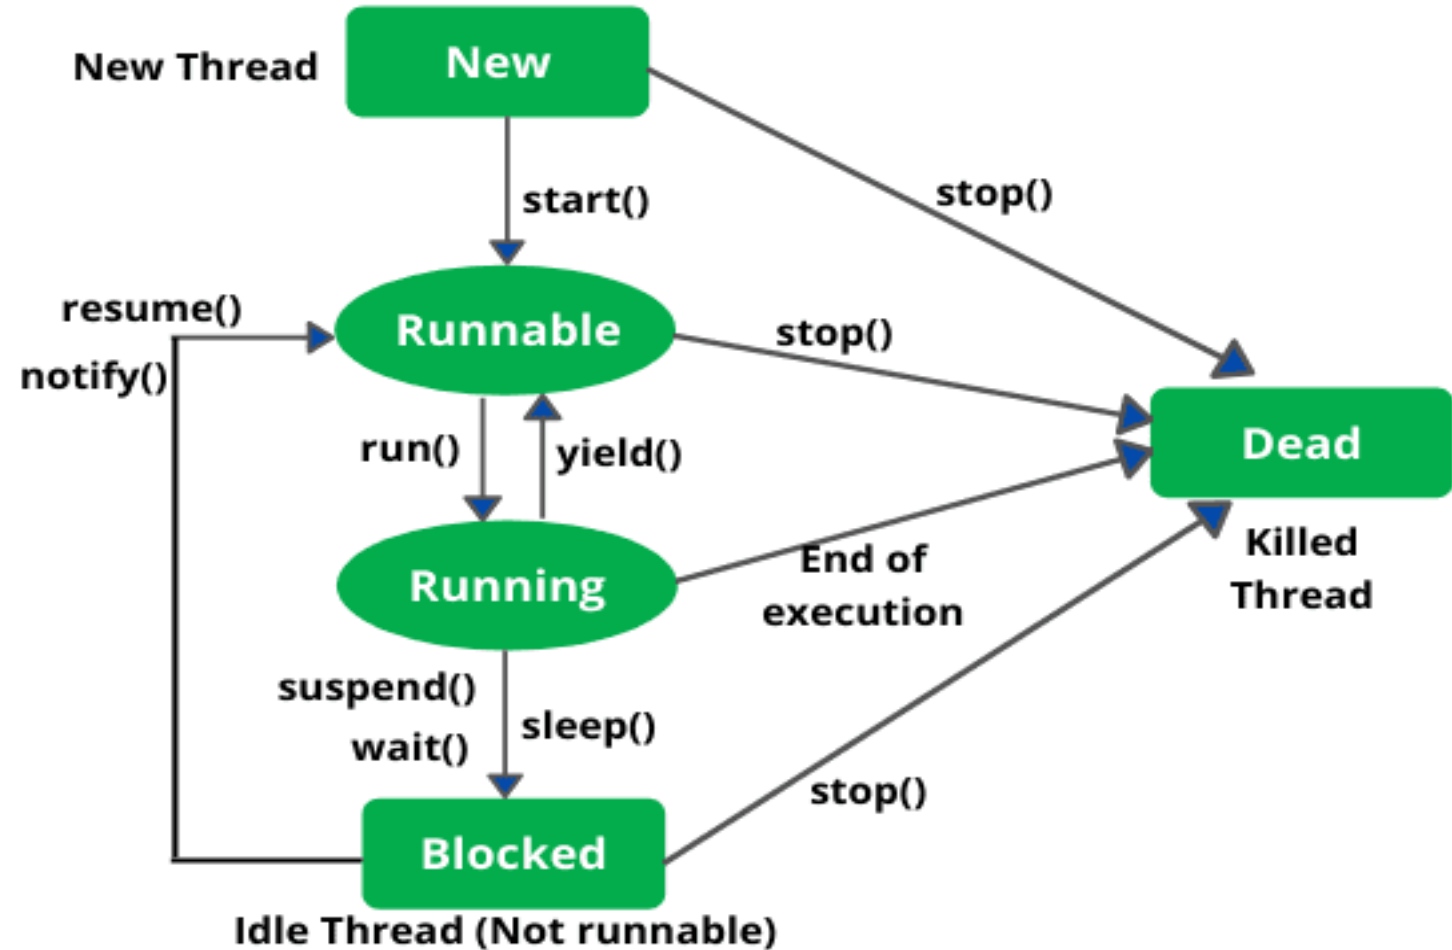 New Thread
New
start()
stop()
resume()
notify()
Runnable
stop()
run()
yield()
Dead
Killed
Thread
Running
End of
execution
suspend()
wait()
sleep()
stop()
Blocked
Idle Thread (Not runnable)